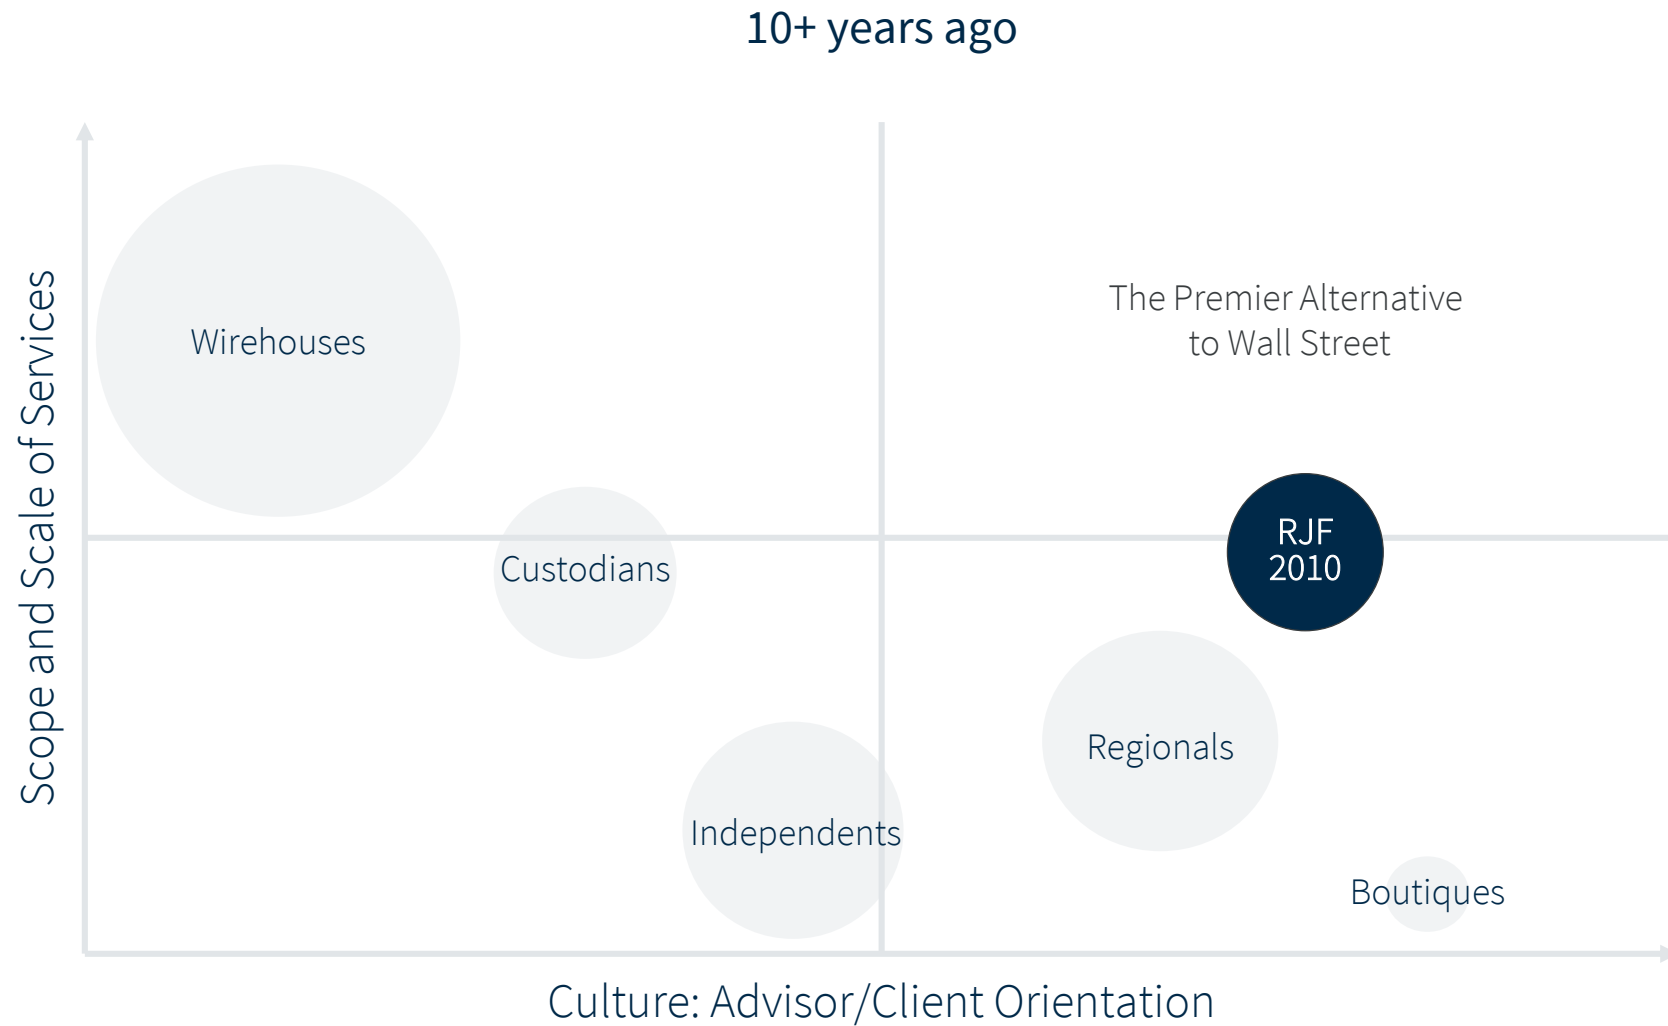 10+ years ago
Scope and Scale of Services
Wirehouses
The Premier Alternative
to Wall Street
Custodians
RJF
2010
Regionals
Independents
Boutiques
Culture: Advisor/Client Orientation